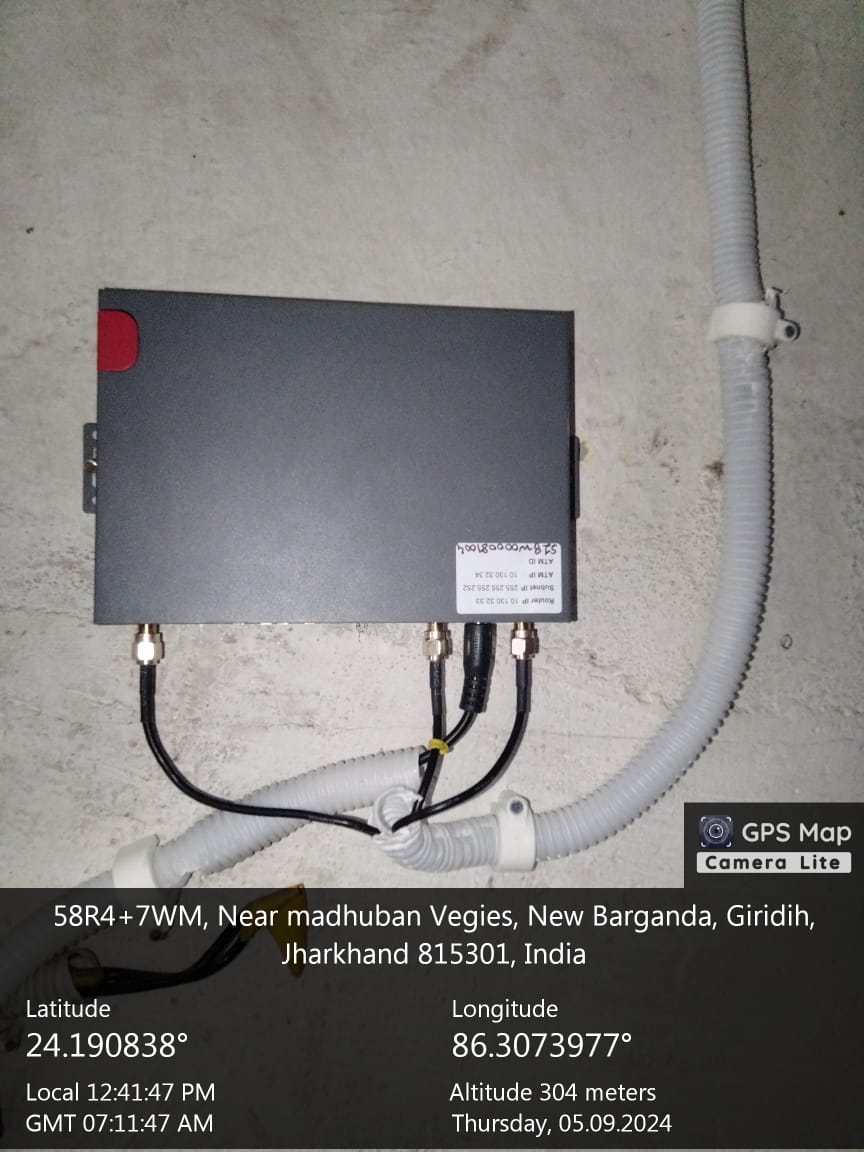 Router IP 10.130.32.33
Subnet IP 255.255.255.252
ATM IP 10.130.32.34
ATM ID
GPS Map
Camera Lite
58R4+7WM, Near madhuban Vegies, New Barganda, Giridih,
Jharkhand 815301, India
Latitude
24.190838°
Longitude
86.3073977°
Local 12:41:47 PM
GMT 07:11:47 AM
Altitude 304 meters
Thursday, 05.09.2024